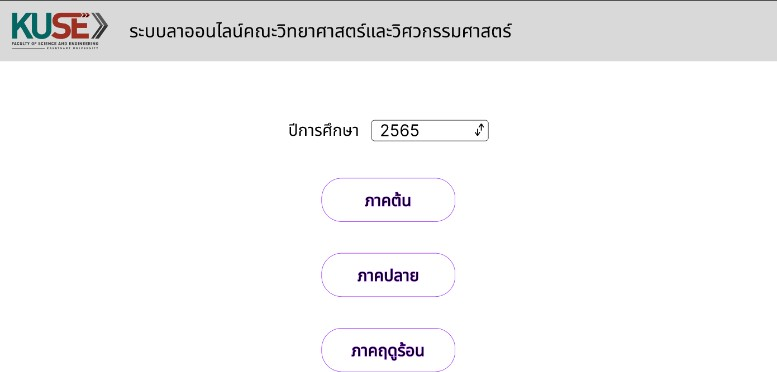 KUSE
FACULTY OF SCIENCE AND ENGINEERING
KASETSART UNIVERSITY
ระบบลาออนไลน์คณะวิทยาศาสตร์และวิศวกรรมศาสตร์
ปีการศึกษา 2565
ภาคต้น
ภาคปลาย
ภาคฤดูร้อน